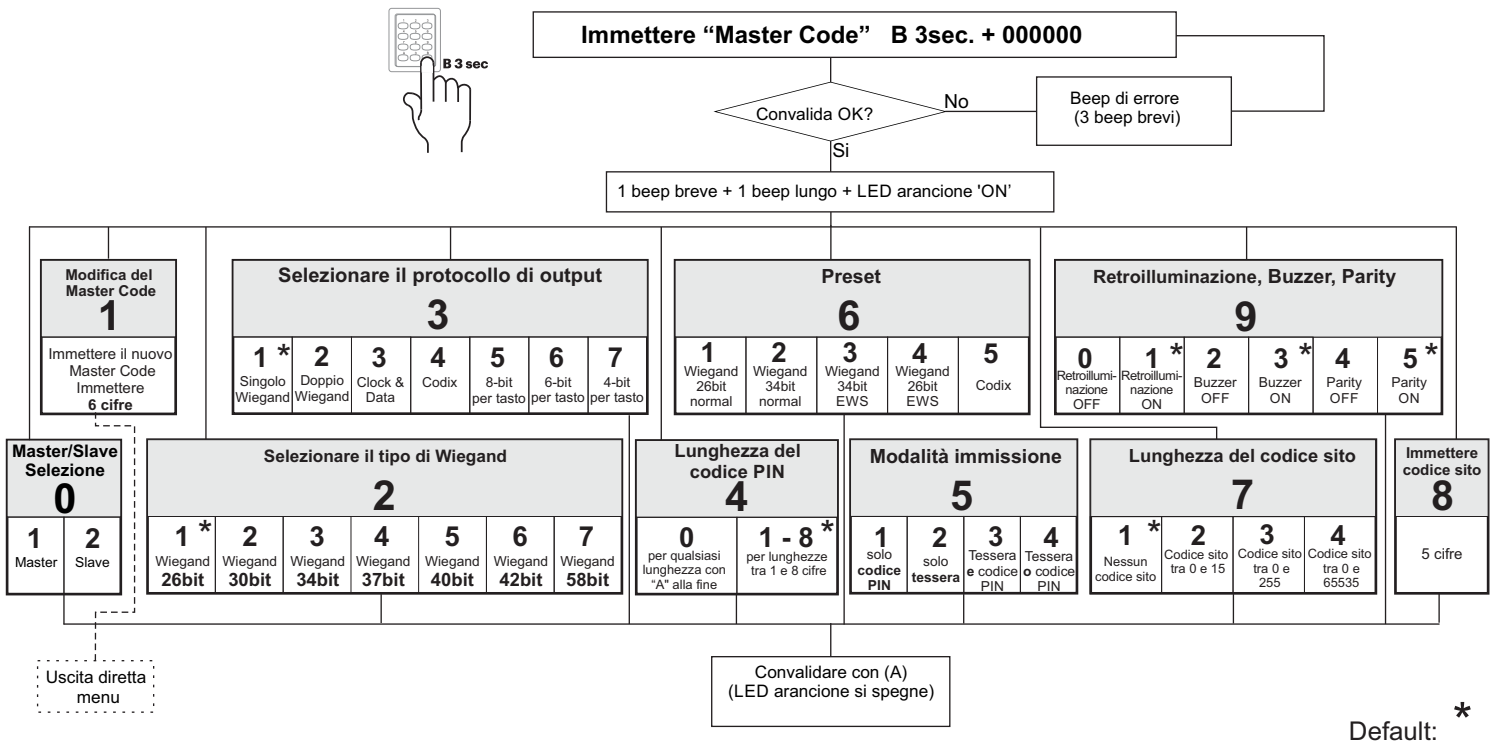 Immettere “Master Code” B 3sec. + 000000
B 3 sec
Convalida OK?
No
Beep di errore
(3 beep brevi)
Si
1 beep breve + 1 beep lungo + LED arancione 'ON'
Modifica del
Master Code
1
Immettere il nuovo
Master Code
Immettere
6 cifre
Selezionare il protocollo di output
3
1 *
Singolo
Wiegand
2
Doppio
Wiegand
3
Clock &
Data
4
Codix
5
8-bit
per tasto
6
6-bit
per tasto
7
4-bit
per tasto
Preset
6
1
Wiegand
26bit
normal
2
Wiegand
34bit
normal
3
Wiegand
34bit
EWS
4
Wiegand
26bit
EWS
5
Codix
Retroilluminazione, Buzzer, Parity
9
0
Retroillumi-
nazione
OFF
1 *
Retroillumi-
nazione
ON
2
Buzzer
OFF
3 *
Buzzer
ON
4
Parity
OFF
5 *
Parity
ON
Master/Slave
Selezione
0
1
Master
2
Slave
Selezionare il tipo di Wiegand
2
1 *
Wiegand
26bit
2
Wiegand
30bit
3
Wiegand
34bit
4
Wiegand
37bit
5
Wiegand
40bit
6
Wiegand
42bit
7
Wiegand
58bit
Lunghezza del
codice PIN
4
0
per qualsiasi
lunghezza con
“A" alla fine
1 - 8 *
per lunghezze
tra 1 e 8 cifre
Modalità immissione
5
1
solo
codice
PIN
2
solo
tessera
3
Tessera
e codice
PIN
4
Tessera
o codice
PIN
Lunghezza del codice sito
7
1 *
Nessun
codice sito
2
Codice sito
tra 0 e 15
3
Codice sito
tra 0 e
255
4
Codice sito
tra 0 e
65535
Immettere
codice sito
8
5 cifre
Uscita diretta
menu
Convalidare con (A)
(LED arancione si spegne)
Default: *